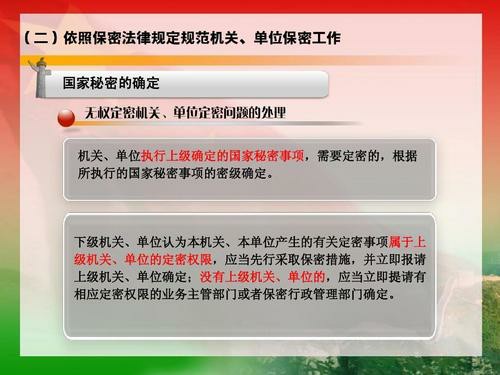 （二）依照保密法律规定规范机关、单位保密工作
国家秘密的确定
无权定密机关、单位定密问题的处理
机关、单位执行上级确定的国家秘密事项，需要定密的，根据
所执行的国家秘密事项的密级确定。
下级机关、单位认为本机关、本单位产生的有关定密事项属于上
级机关、单位的定密权限，应当先行采取保密措施，并立即报请
上级机关、单位确定；没有上级机关、单位的，应当立即提请有
相应定密权限的业务主管部门或者保密行政管理部门确定。